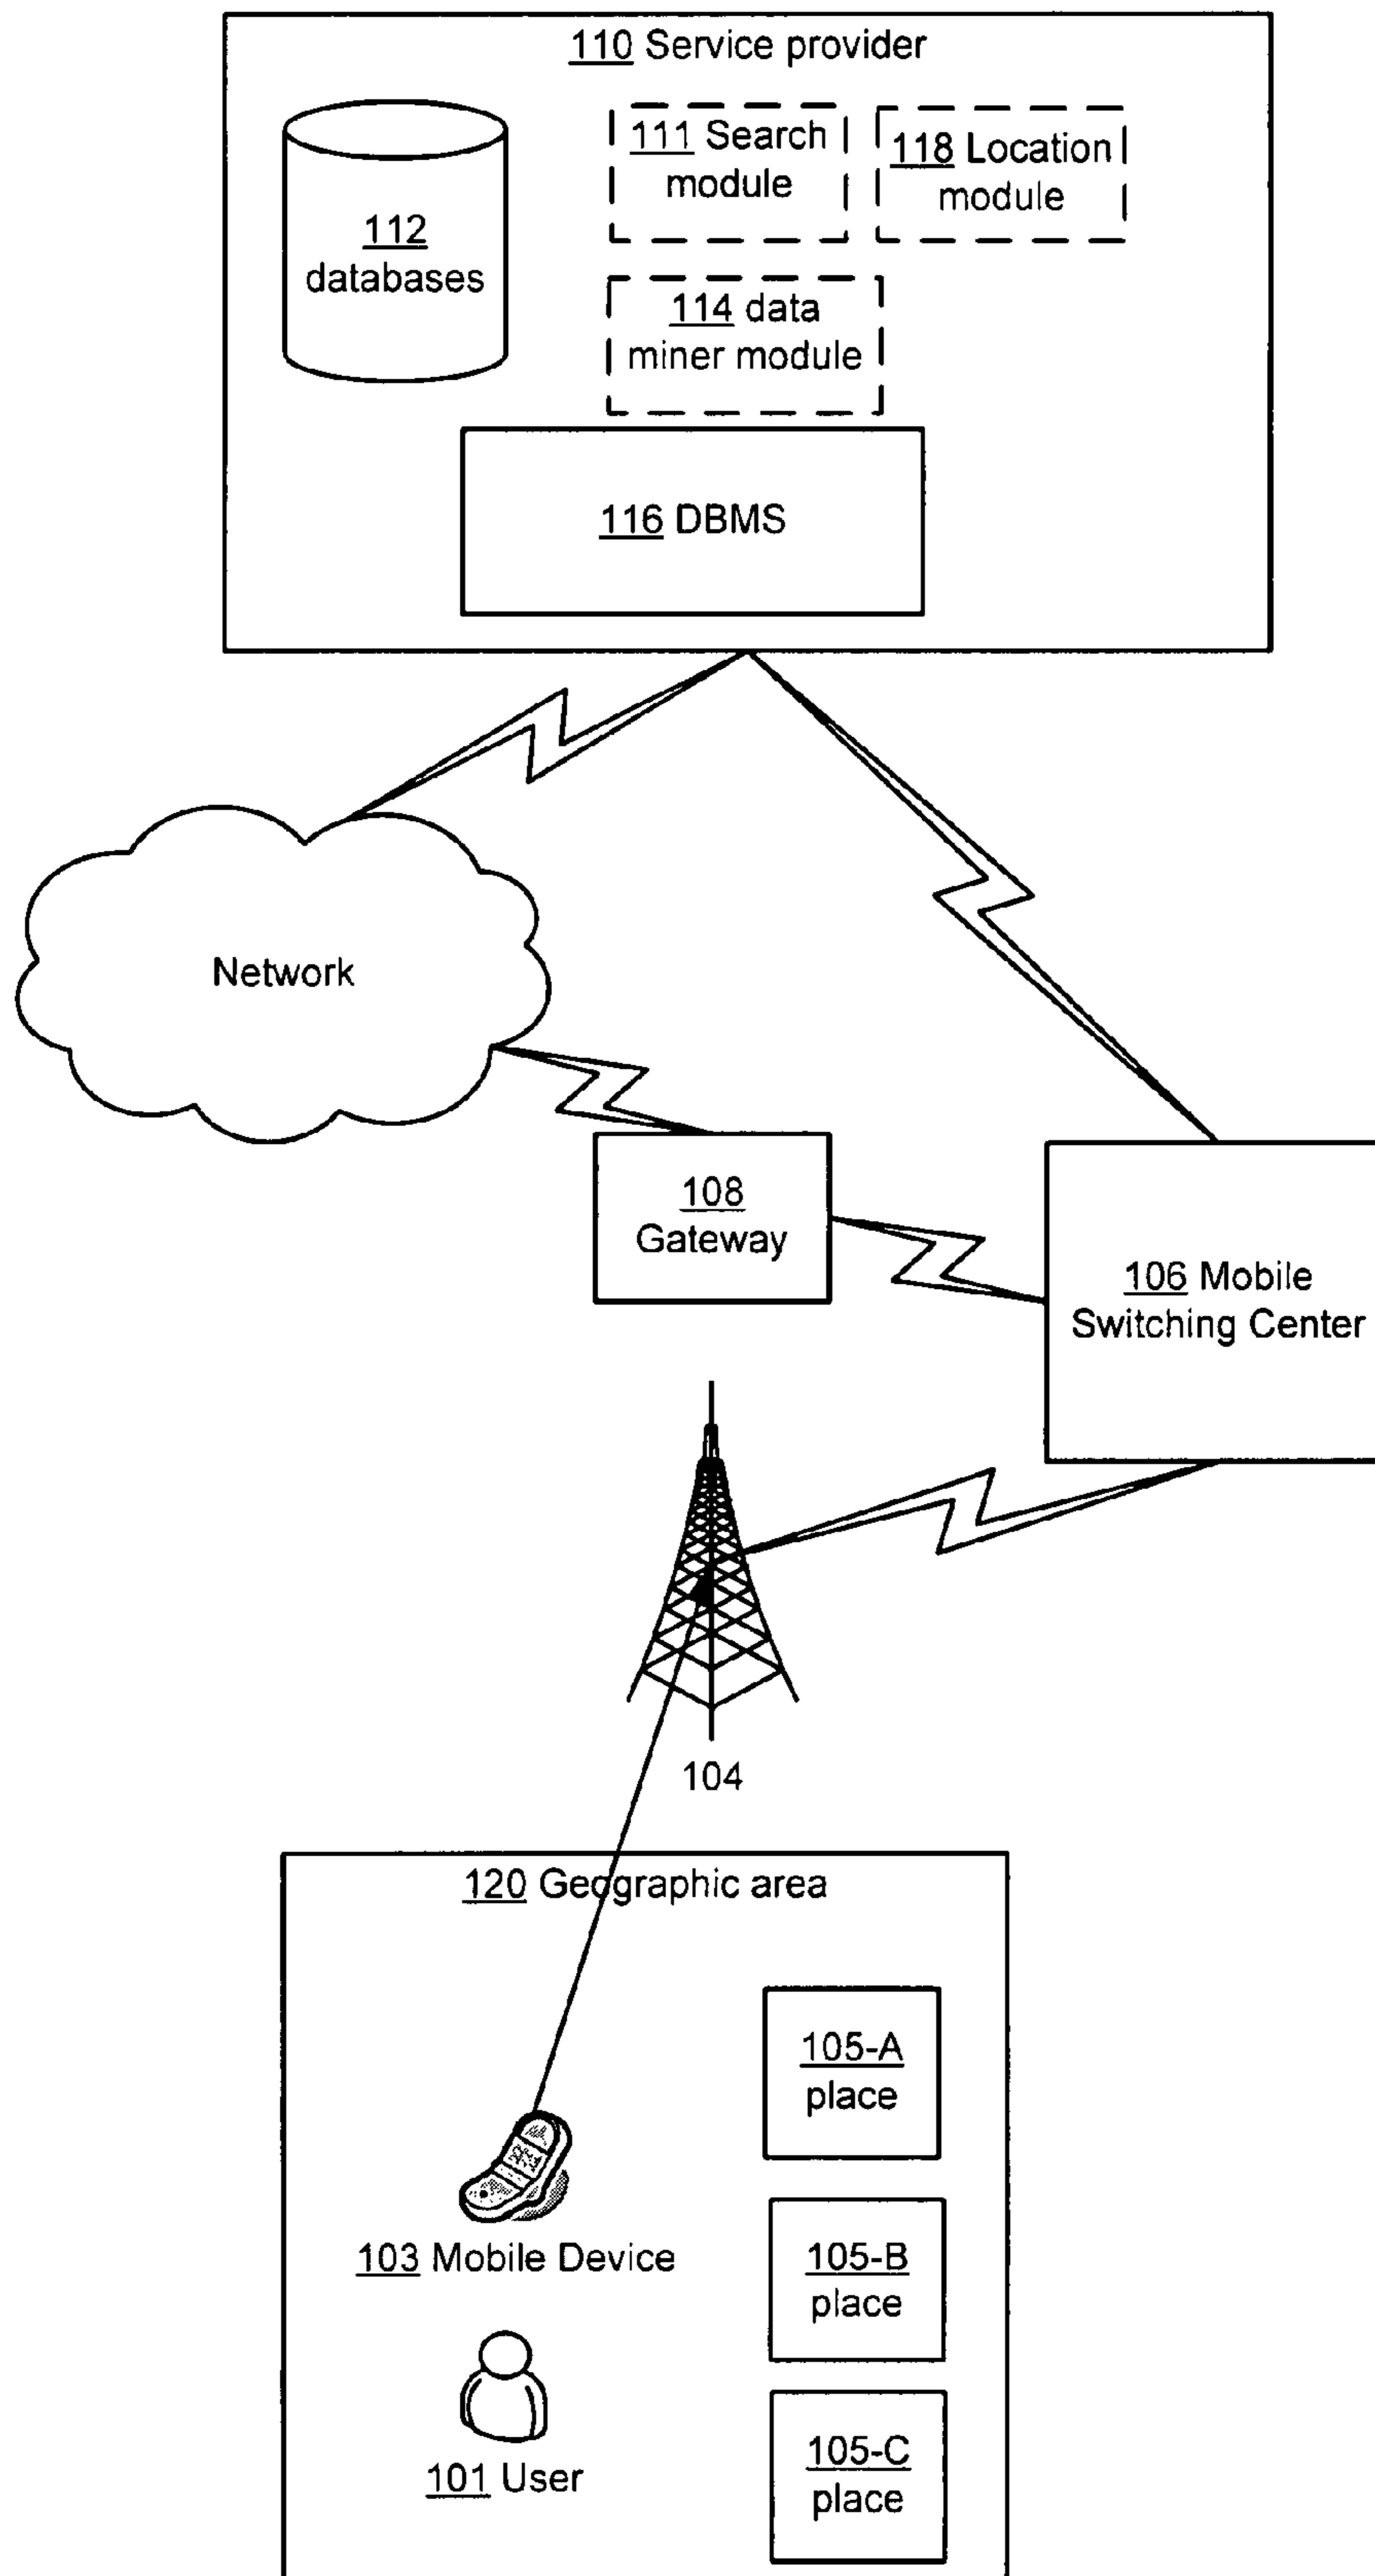 110 Service provider
111 Search
module
118 Location
module
112
databases
114 data
miner module
116 DBMS
Network
108
Gateway
106 Mobile
Switching Center
104
120 Geographic area
105-A
place
103 Mobile Device
105-B
place
101 User
105-C
place